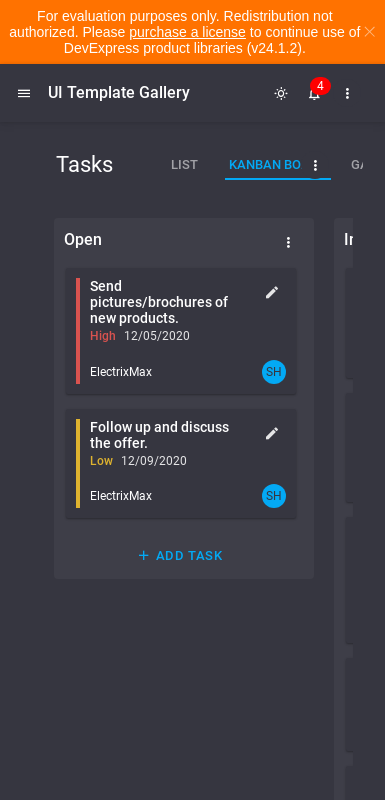 For evaluation purposes only. Redistribution not
authorized. Please purchase a license to continue use of
DevExpress product libraries (v24.1.2).
UI Template Gallery
4
Tasks
LIST
KANBAN BO
GA
Open
In
Send
pictures/brochures of
new products.
High 12/05/2020
ElectrixMax
SH
Follow up and discuss
the offer.
Low 12/09/2020
ElectrixMax
SH
+ ADD TASK